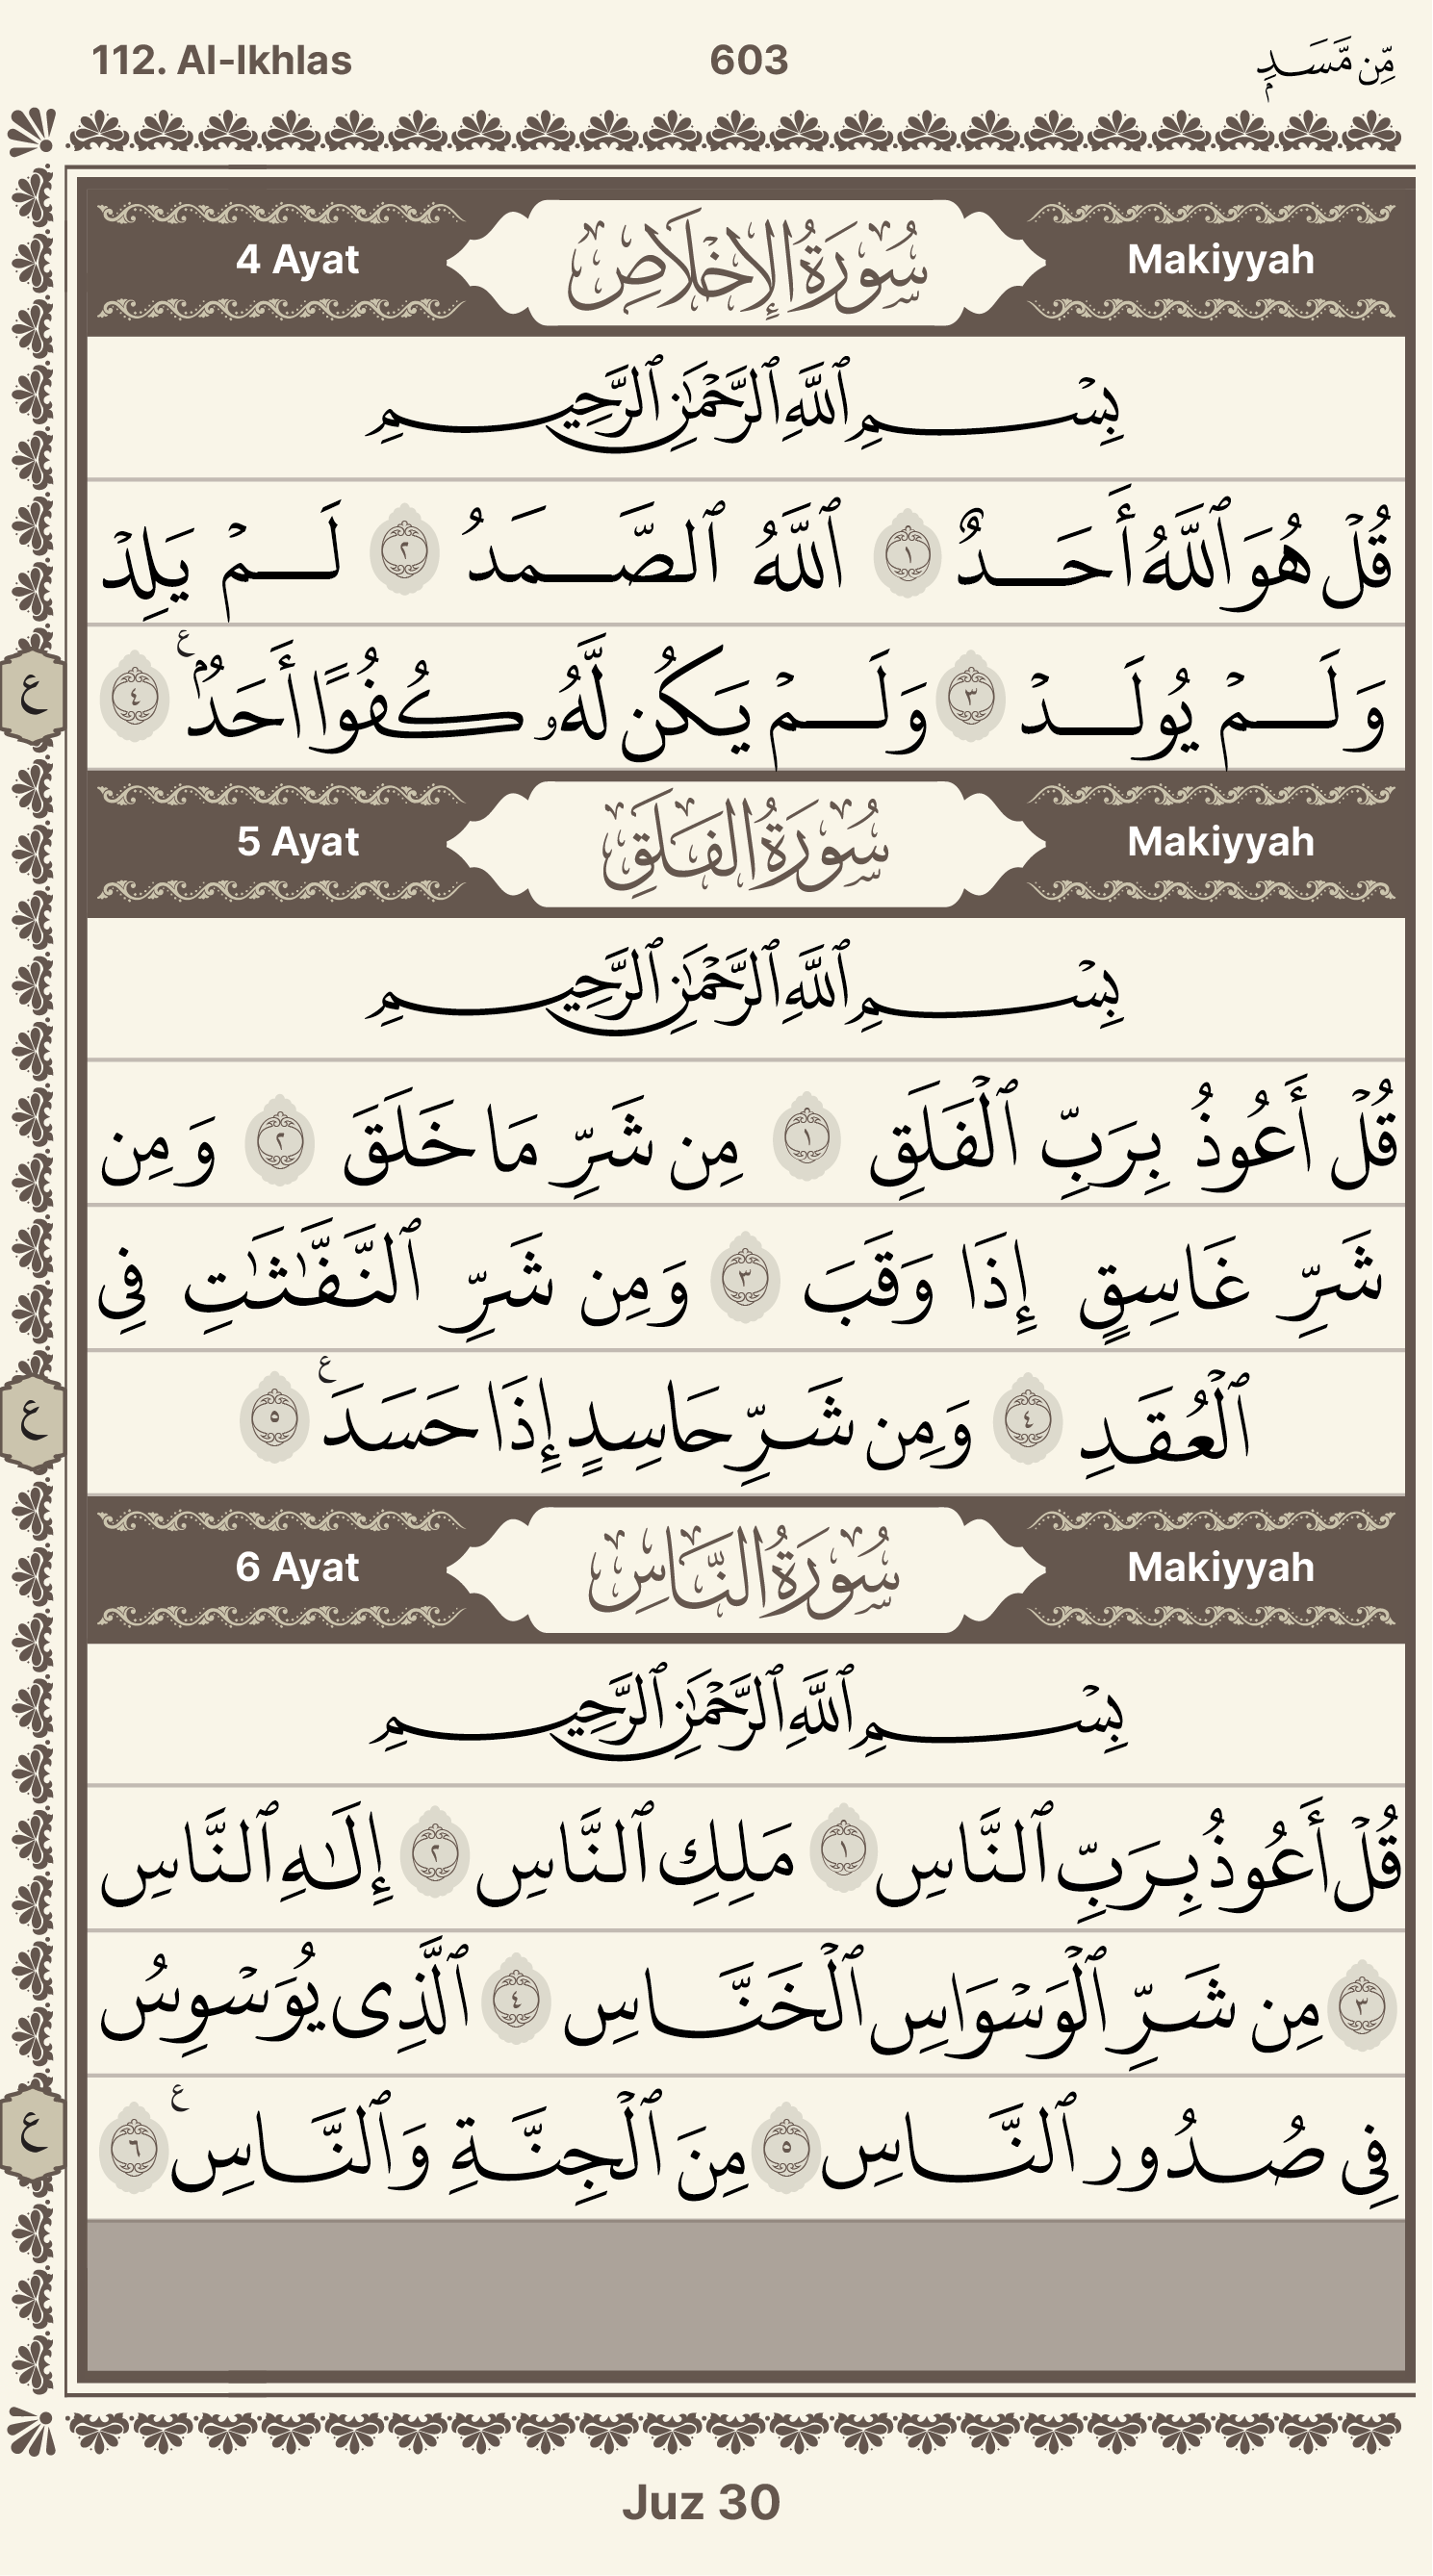 112. Al-Ikhlas 603 مِّن مَّسَدٍۭ
4 Ayat سُورَةُ الإِخْلَاصِ Makiyyah
بِسْمِ ٱللَّهِ ٱلرَّحْمَٰنِ ٱلرَّحِيمِ
قُلْ هُوَ ٱللَّهُ أَحَدٌ ١ ٱللَّهُ ٱلصَّمَدُ ٢ لَمْ يَلِدْ
وَلَمْ يُولَدْ ٣ وَلَمْ يَكُن لَّهُۥ كُفُوًا أَحَدٌۢ ع ٤
ع
5 Ayat سُورَةُ الفَلَقِ Makiyyah
بِسْمِ ٱللَّهِ ٱلرَّحْمَٰنِ ٱلرَّحِيمِ
قُلْ أَعُوذُ بِرَبِّ ٱلْفَلَقِ ١ مِن شَرِّ مَا خَلَقَ ٢ وَمِن
شَرِّ غَاسِقٍ إِذَا وَقَبَ ٣ وَمِن شَرِّ ٱلنَّفَّٰثَٰتِ فِى
ٱلْعُقَدِ ٤ وَمِن شَرِّ حَاسِدٍ إِذَا حَسَدَ ع ٥
ع
6 Ayat سُورَةُ النَّاسِ Makiyyah
بِسْمِ ٱللَّهِ ٱلرَّحْمَٰنِ ٱلرَّحِيمِ
قُلْ أَعُوذُ بِرَبِّ ٱلنَّاسِ ١ مَلِكِ ٱلنَّاسِ ٢ إِلَٰهِ ٱلنَّاسِ
٣ مِن شَرِّ ٱلْوَسْوَاسِ ٱلْخَنَّاسِ ٤ ٱلَّذِى يُوَسْوِسُ
فِى صُدُورِ ٱلنَّاسِ ٥ مِنَ ٱلْجِنَّةِ وَٱلنَّاسِ ع ٦
ع
Juz 30